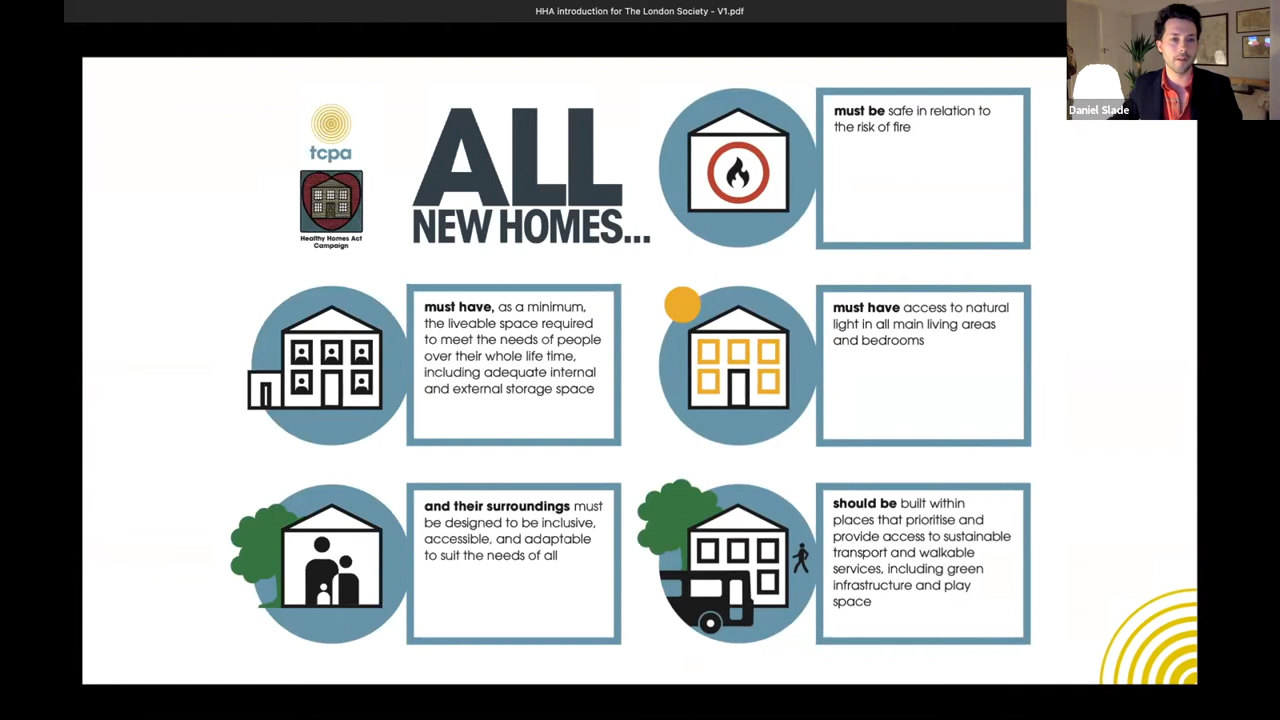 HHA introduction for The London Society - V1.pdf
Daniel Slade
tcpa
Healthy Homes Act
Campaign
ALL
NEW HOMES...
must be safe in relation to
the risk of fire
must have, as a minimum,
the liveable space required
to meet the needs of people
over their whole life time,
including adequate internal
and external storage space
must have access to natural
light in all main living areas
and bedrooms
and their surroundings must
be designed to be inclusive,
accessible, and adaptable
to suit the needs of all
should be built within
places that prioritise and
provide access to sustainable
transport and walkable
services, including green
infrastructure and play
space